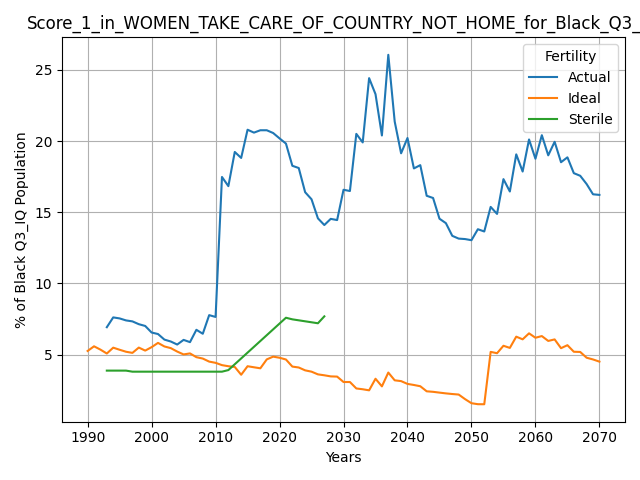 Score_1_in_WOMEN_TAKE_CARE_OF_COUNTRY_NOT_HOME_for_Black_Q3_
Fertility
Actual
Ideal
Sterile
% of Black Q3_IQ Population
25
20
15
10
5
1990 2000 2010 2020 2030 2040 2050 2060 2070
Years